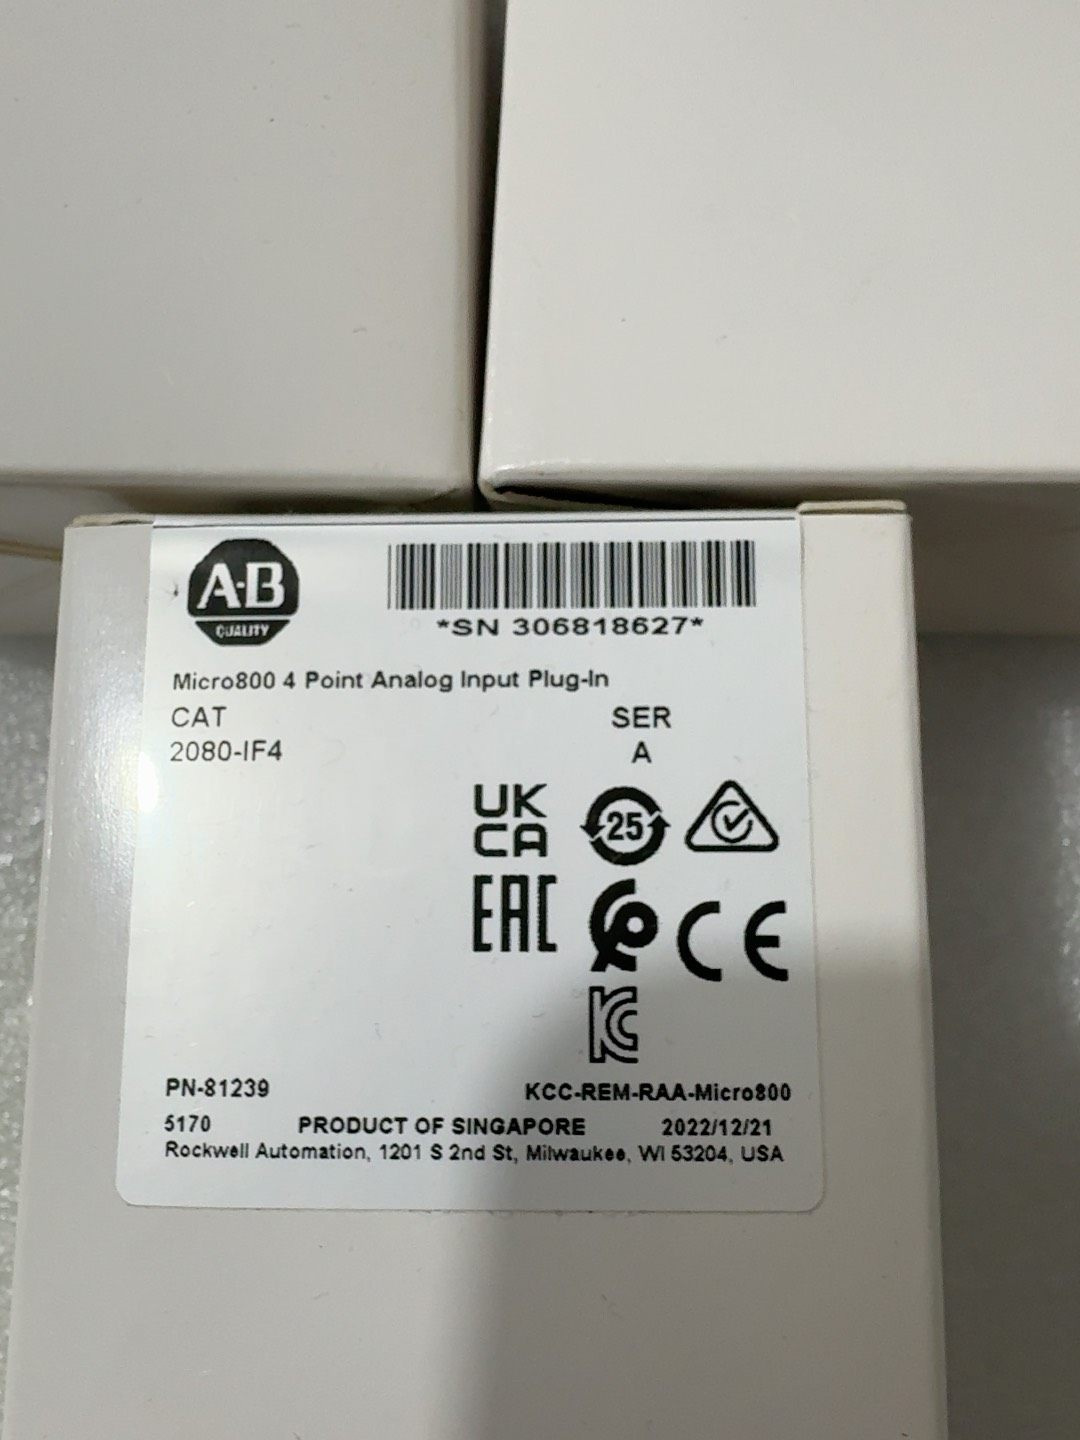 A-B
QUALITY
*SN 306818627*
Micro800 4 Point Analog Input Plug-In
CAT
SER
2080-IF4
A
UK
CA
25
EAC
CE
KC
PN-81239
KCC-REM-RAA-Micro800
5170
PRODUCT OF SINGAPORE
2022/12/21
Rockwell Automation, 1201 S 2nd St, Milwaukee, WI 53204, USA